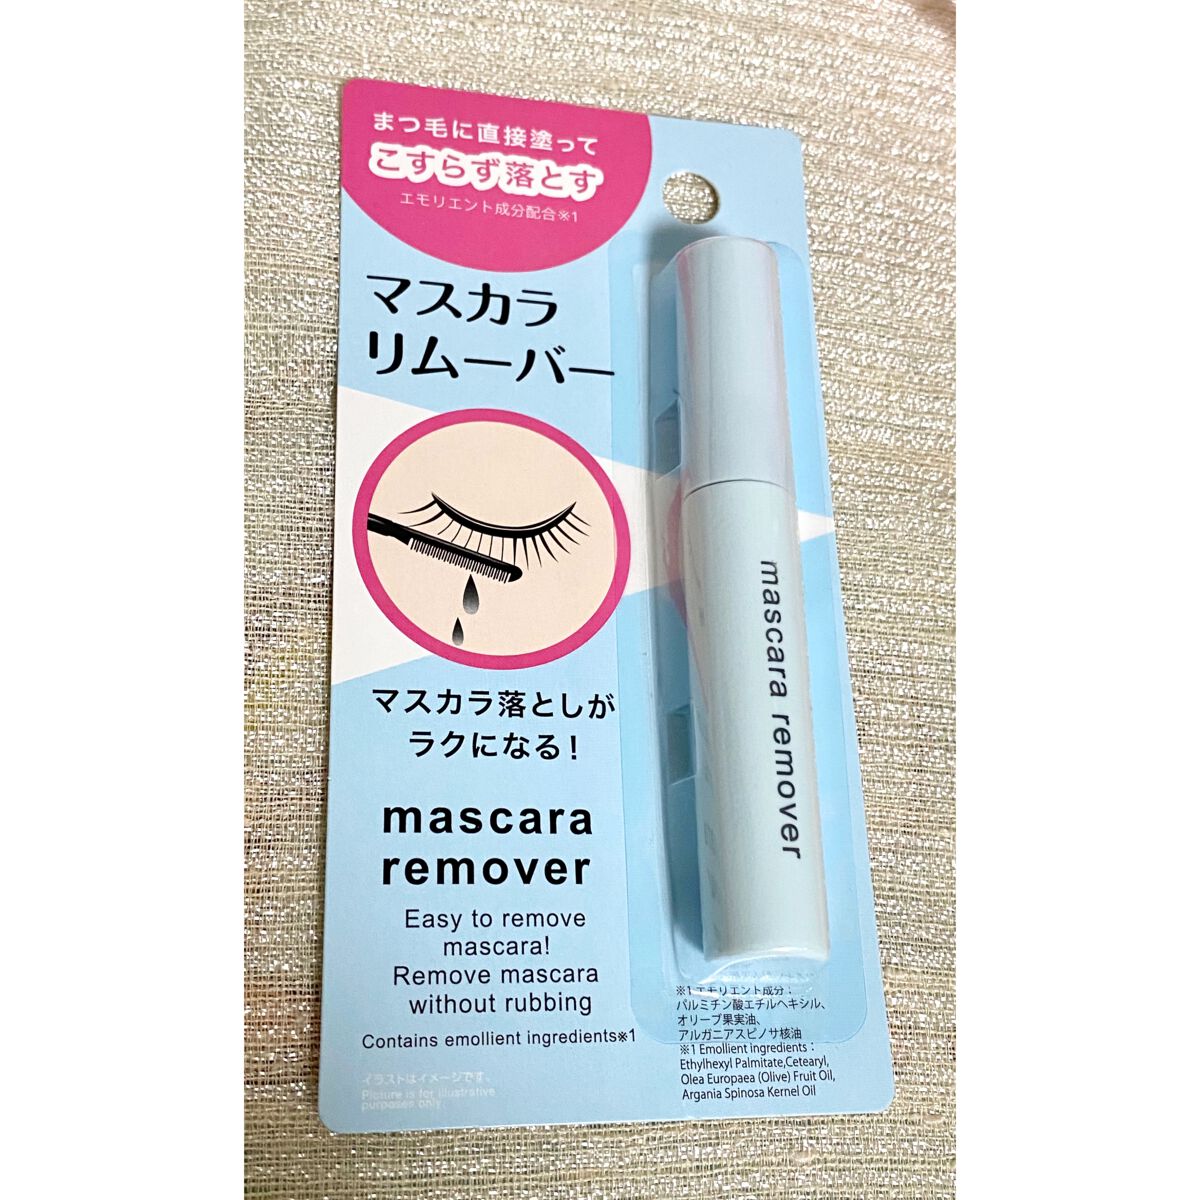 まつ毛に直接塗って
こすらず落とす
エモリエント成分配合※1
マスカラ
リムーバー
マスカラ落としが
ラクになる！
mascara
remover
Easy to remove
mascara!
Remove mascara
without rubbing
Contains emollient ingredients※1
イラストはイメージです。
Picture is for illustrative
purposes only.
mascara remover
※1 エモリエント成分：
パルミチン酸エチルヘキシル、
オリーブ果実油、
アルガニアスピノサ核油
※1 Emollient ingredients：
Ethylhexyl Palmitate,Cetearyl,
Olea Europaea (Olive) Fruit Oil,
Argania Spinosa Kernel Oil